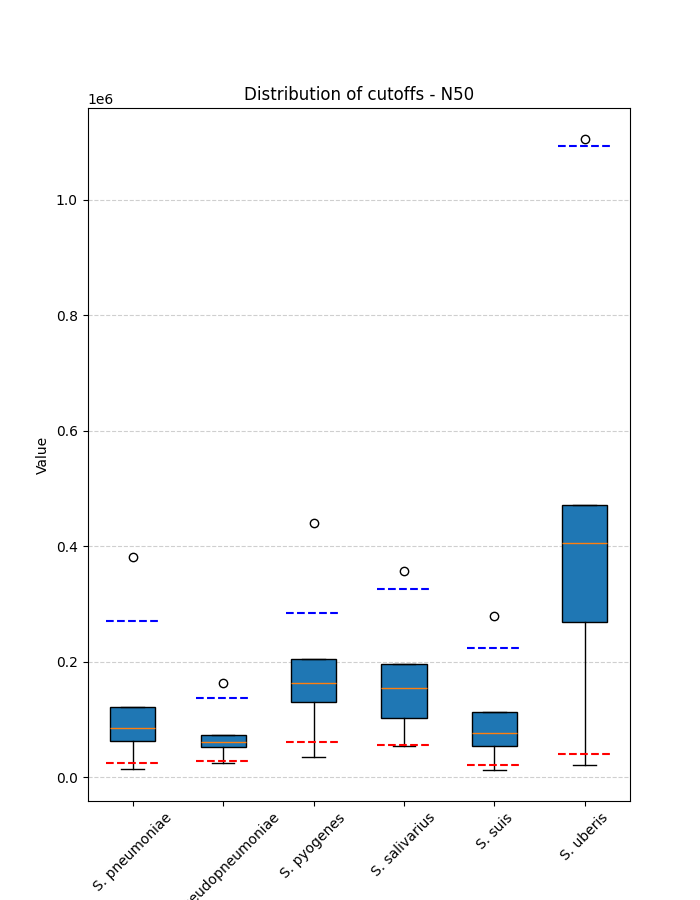 Distribution of cutoffs - N50
1e6
Value
1.0
0.8
0.6
0.4
0.2
0.0
S. pneumoniae
eudopneumoniae
S. pyogenes
S. salivarius
S. suis
S. uberis